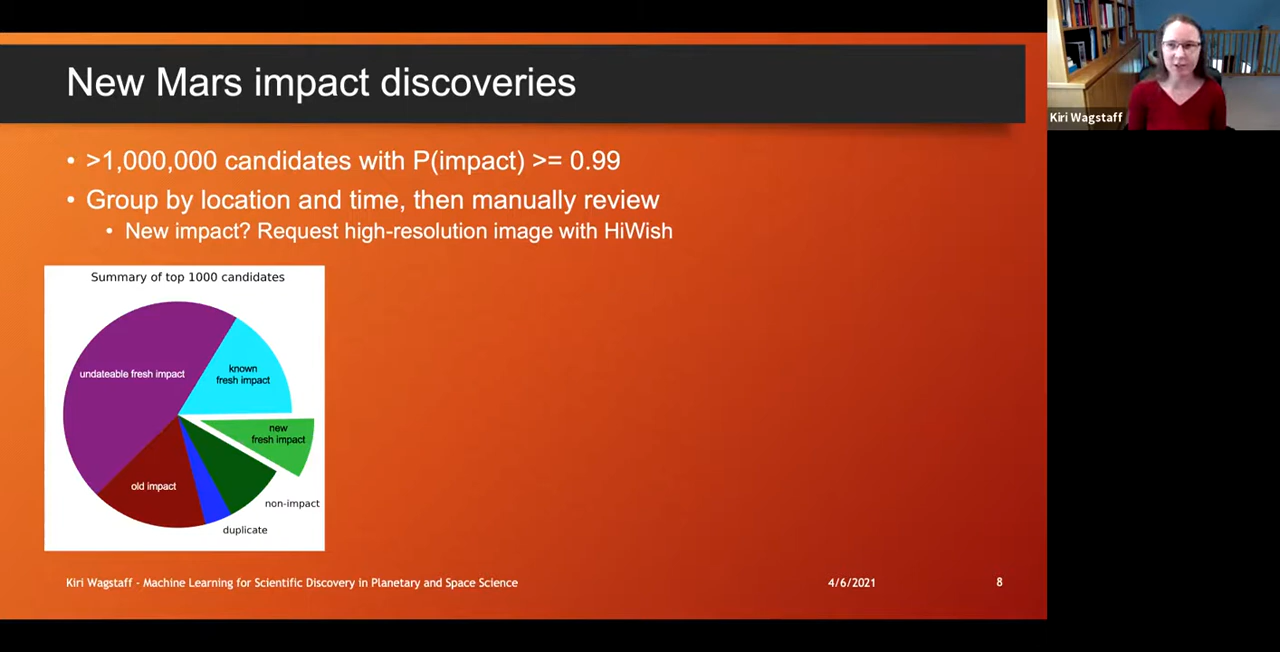 New Mars impact discoveries
Kiri Wagstaff
• >1,000,000 candidates with P(impact) >= 0.99
• Group by location and time, then manually review
• New impact? Request high-resolution image with HiWish
Summary of top 1000 candidates
undateable fresh impact
known
fresh impact
new
fresh impact
old impact
non-impact
duplicate
Kiri Wagstaff - Machine Learning for Scientific Discovery in Planetary and Space Science
4/6/2021
8